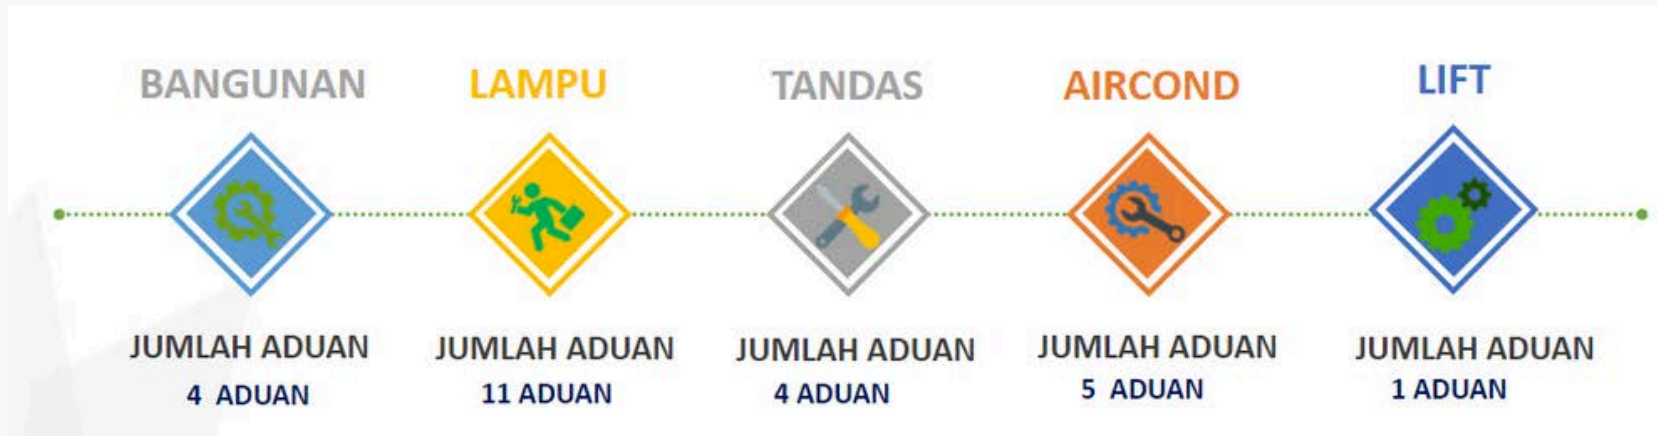 BANGUNAN
LAMPU
TANDAS
AIRCOND
LIFT
JUMLAH ADUAN
4 ADUAN
JUMLAH ADUAN
11 ADUAN
JUMLAH ADUAN
4 ADUAN
JUMLAH ADUAN
5 ADUAN
JUMLAH ADUAN
1 ADUAN